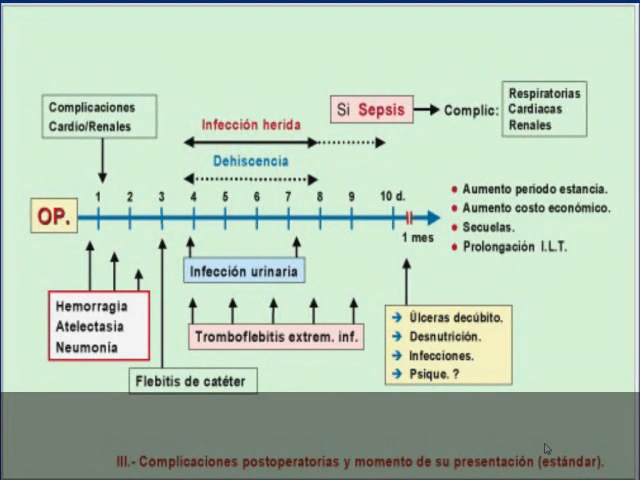 Complicaciones
Cardio/Renales
Infección herida
Dehiscencia
Si Sepsis
Complic:
Respiratorias
Cardiacas
Renales
OP.
1 2 3 4 5 6 7 8 9 10 d.
1 mes
Aumento periodo estancia.
Aumento costo económico.
Secuelas.
Prolongación I.L.T.
Hemorragia
Atelectasia
Neumonía
Infección urinaria
Tromboflebitis extrem. inf.
Flebitis de catéter
Úlceras decúbito.
Desnutrición.
Infecciones.
Psique. ?
III.- Complicaciones postoperatorias y momento de su presentación (estándar).